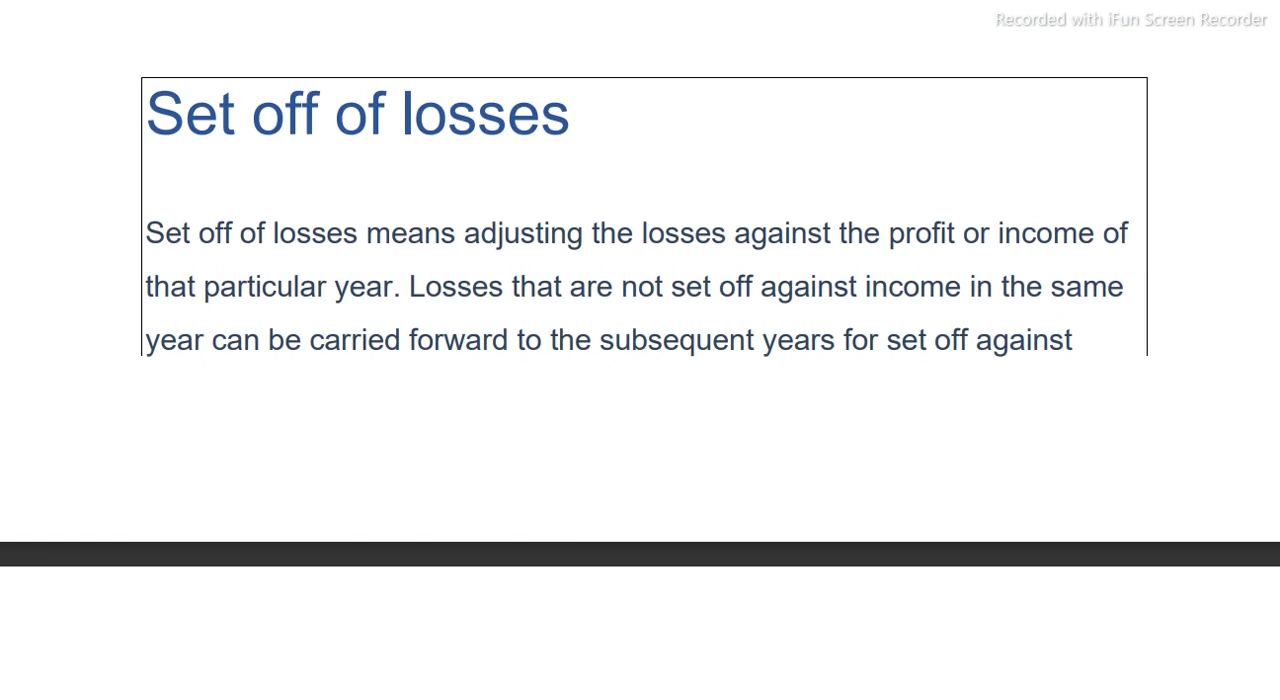 Recorded with iFun Screen Recorder
Set off of losses
Set off of losses means adjusting the losses against the profit or income of
that particular year. Losses that are not set off against income in the same
year can be carried forward to the subsequent years for set off against